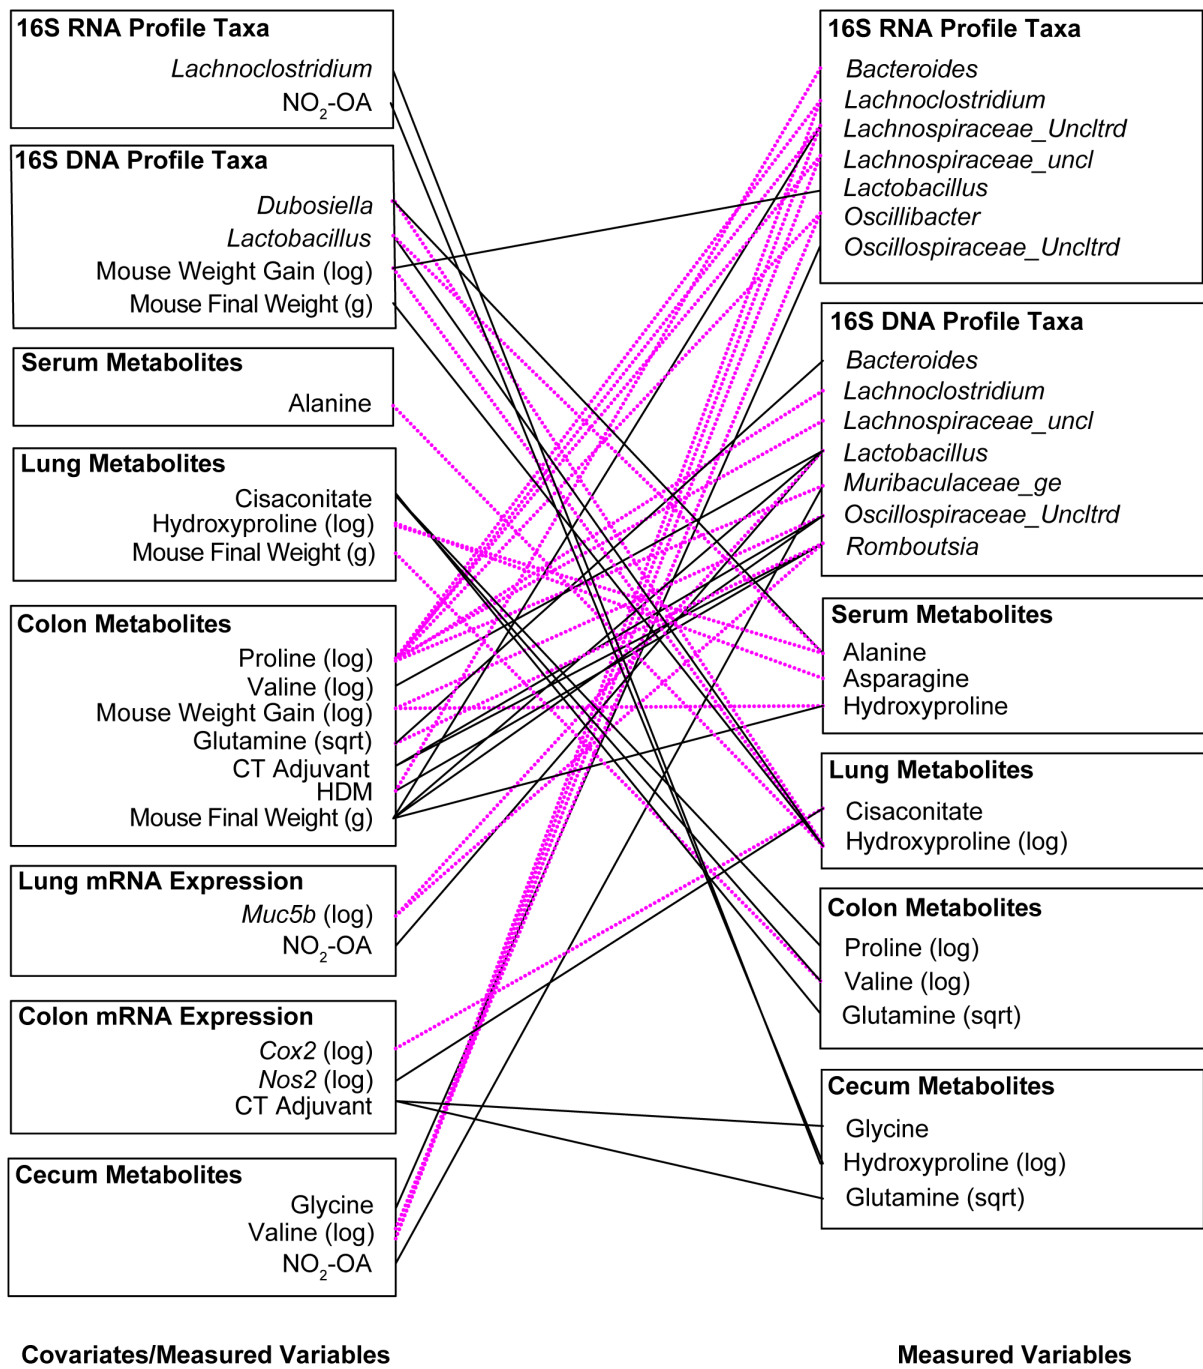 16S RNA Profile Taxa
Lachnoclostridium
NO2-OA
16S DNA Profile Taxa
Dubosiella
Lactobacillus
Mouse Weight Gain (log)
Mouse Final Weight (g)
Serum Metabolites
Alanine
Lung Metabolites
Cisaconitate
Hydroxyproline (log)
Mouse Final Weight (g)
Colon Metabolites
Proline (log)
Valine (log)
Mouse Weight Gain (log)
Glutamine (sqrt)
CT Adjuvant
HDM
Mouse Final Weight (g)
Lung mRNA Expression
Muc5b (log)
NO2-OA
Colon mRNA Expression
Cox2 (log)
Nos2 (log)
CT Adjuvant
Cecum Metabolites
Glycine
Valine (log)
NO2-OA
Covariates/Measured Variables
16S RNA Profile Taxa
Bacteroides
Lachnoclostridium
Lachnospiraceae_Uncltrd
Lachnospiraceae_uncl
Lactobacillus
Oscillibacter
Oscillospiraceae_Uncltrd
16S DNA Profile Taxa
Bacteroides
Lachnoclostridium
Lachnospiraceae_uncl
Lactobacillus
Muribaculaceae_ge
Oscillospiraceae_Uncltrd
Romboutsia
Serum Metabolites
Alanine
Asparagine
Hydroxyproline
Lung Metabolites
Cisaconitate
Hydroxyproline (log)
Colon Metabolites
Proline (log)
Valine (log)
Glutamine (sqrt)
Cecum Metabolites
Glycine
Hydroxyproline (log)
Glutamine (sqrt)
Measured Variables